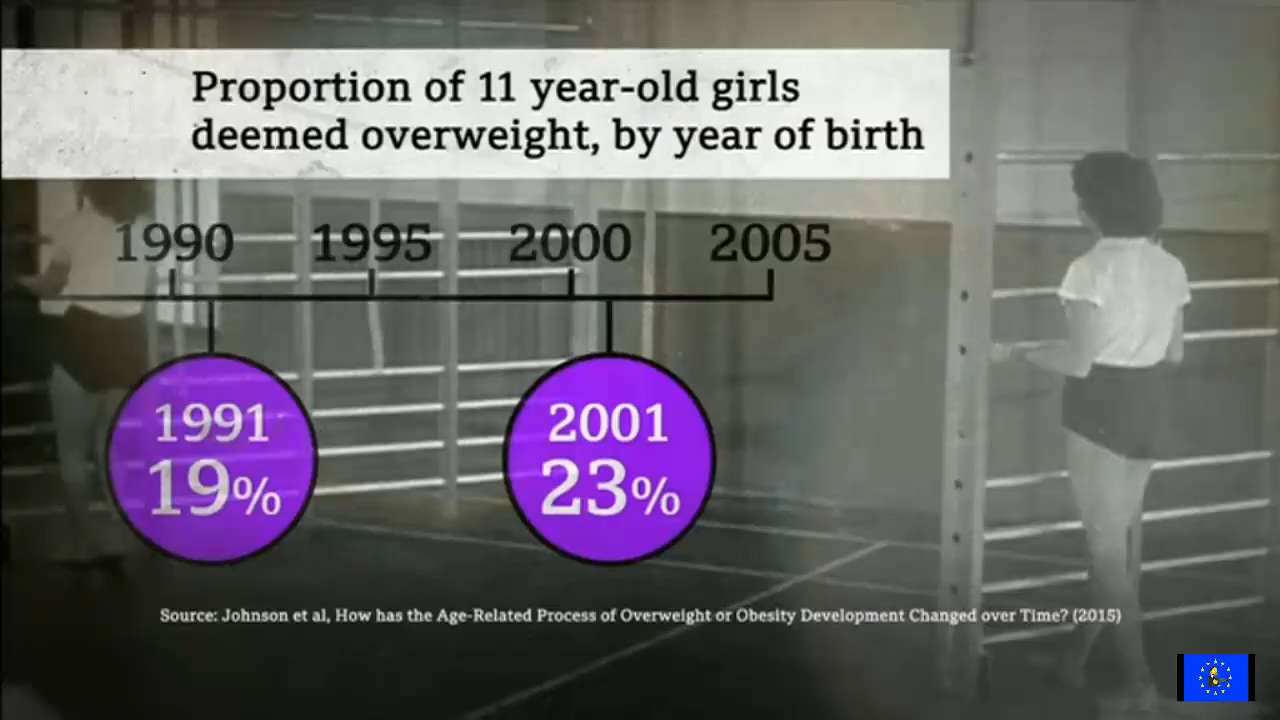 Proportion of 11 year-old girls
deemed overweight, by year of birth
1990 1995 2000 2005
1991
19%
2001
23%
Source: Johnson et al, How has the Age-Related Process of Overweight or Obesity Development Changed over Time? (2015)